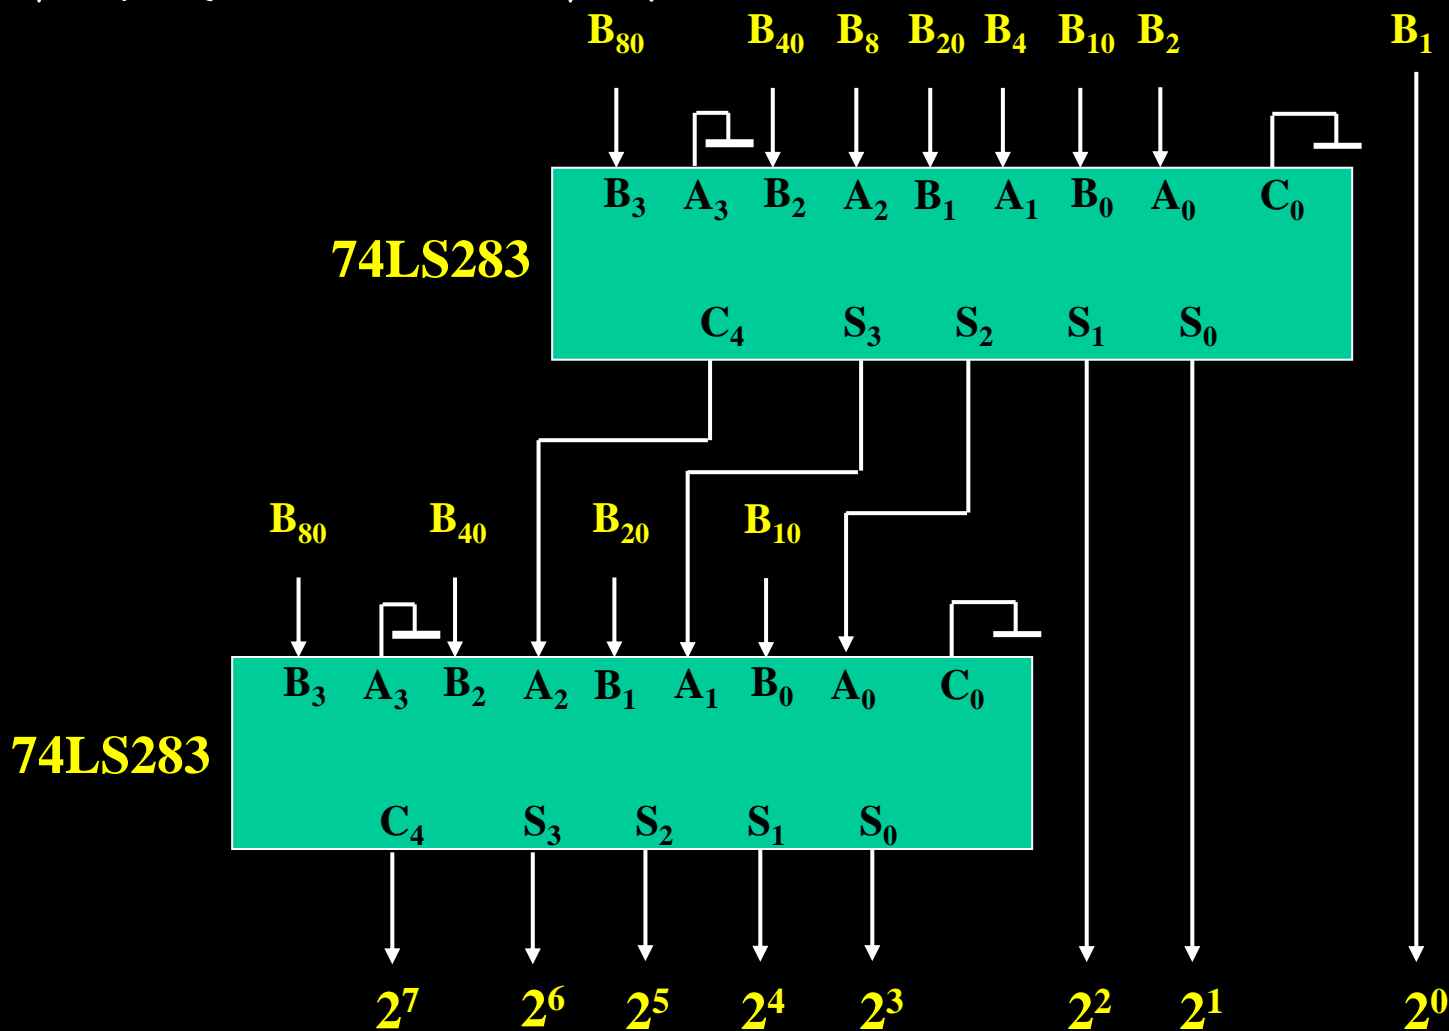 B80 B40 B8 B20 B4 B10 B2 B1
B3 A3 B2 A2 B1 A1 B0 A0 C0
74LS283
C4 S3 S2 S1 S0
B80 B40 B20 B10
B3 A3 B2 A2 B1 A1 B0 A0 C0
74LS283
C4 S3 S2 S1 S0
2^7 2^6 2^5 2^4 2^3 2^2 2^1 2^0